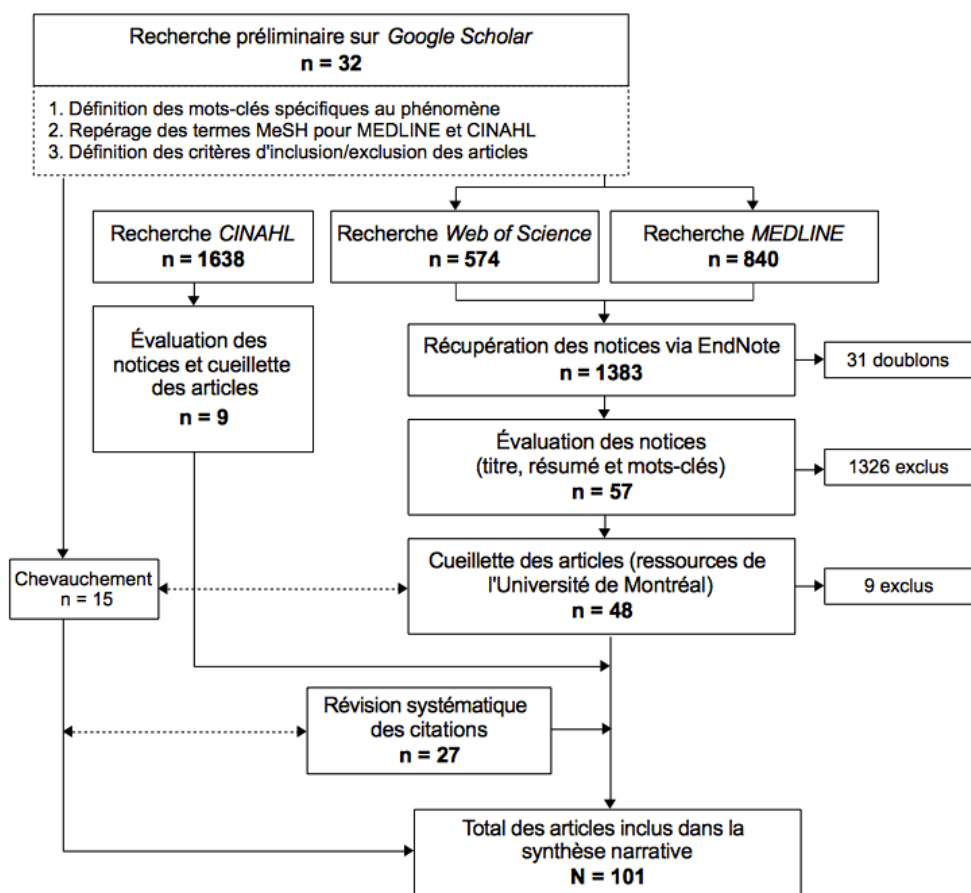 Recherche préliminaire sur Google Scholar
n = 32
1. Définition des mots-clés spécifiques au phénomène
2. Repérage des termes MeSH pour MEDLINE et CINAHL
3. Définition des critères d'inclusion/exclusion des articles
Recherche CINAHL
n = 1638
Recherche Web of Science
n = 574
Recherche MEDLINE
n = 840
Évaluation des
notices et cueillette
des articles
n = 9
Récupération des notices via EndNote
n = 1383
31 doublons
Évaluation des notices
(titre, résumé et mots-clés)
n = 57
1326 exclus
Chevauchement
n = 15
Cueillette des articles (ressources de
l'Université de Montréal)
n = 48
9 exclus
Révision systématique
des citations
n = 27
Total des articles inclus dans la
synthèse narrative
N = 101